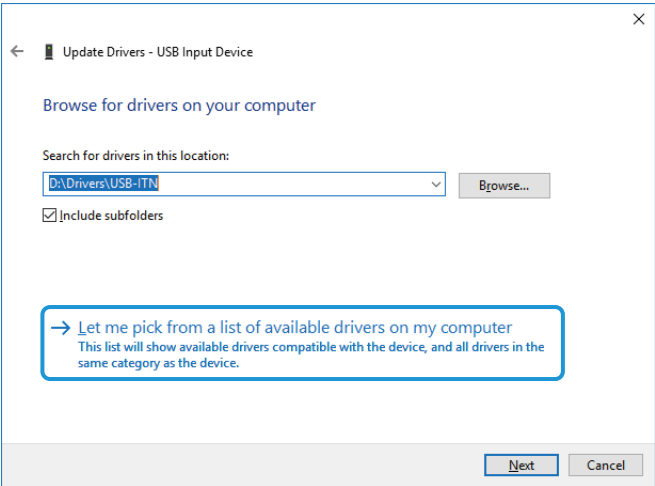 Update Drivers - USB Input Device
Browse for drivers on your computer
Search for drivers in this location:
D:\Drivers\USB-ITN
Browse...
Include subfolders
Let me pick from a list of available drivers on my computer
This list will show available drivers compatible with the device, and all drivers in the
same category as the device.
Next
Cancel